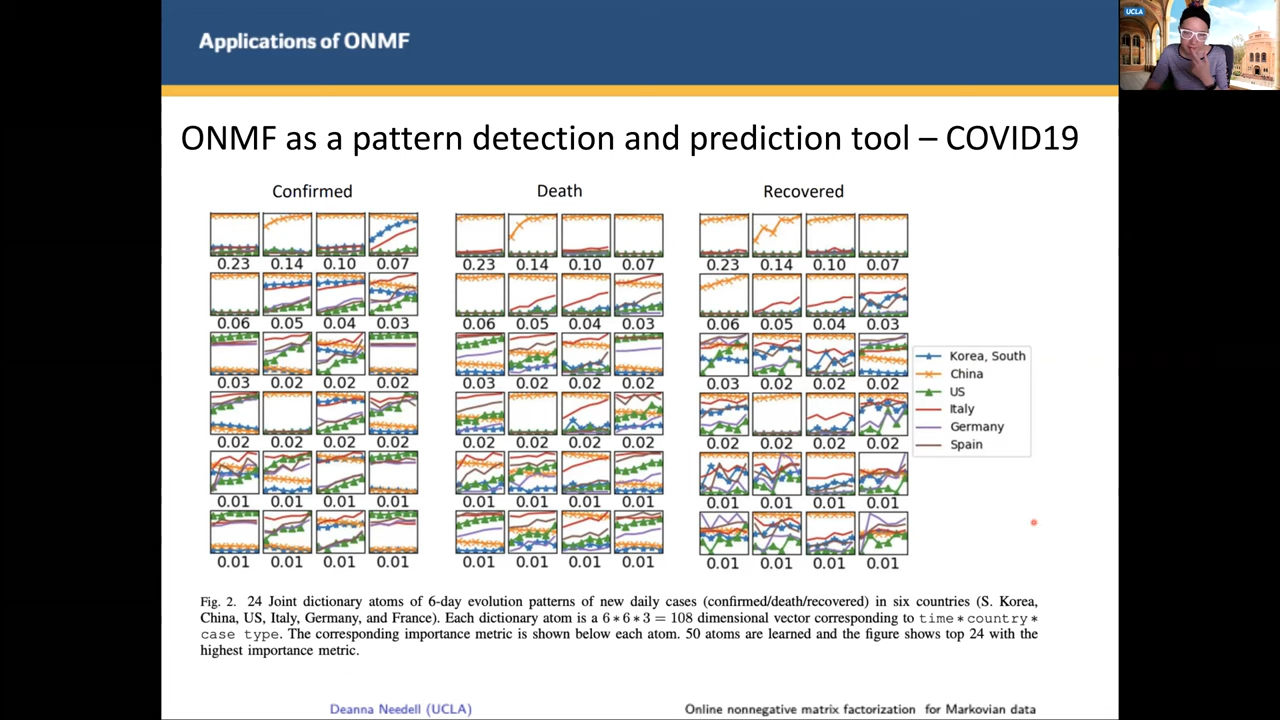 Applications of ONMF
UCLA
ONMF as a pattern detection and prediction tool – COVID19
Confirmed Death Recovered
0.23 0.14 0.10 0.07 0.23 0.14 0.10 0.07 0.23 0.14 0.10 0.07
0.06 0.05 0.04 0.03 0.06 0.05 0.04 0.03 0.06 0.05 0.04 0.03
0.03 0.02 0.02 0.02 0.03 0.02 0.02 0.02 0.03 0.02 0.02 0.02
0.02 0.02 0.02 0.02 0.02 0.02 0.02 0.02 0.02 0.02 0.02 0.02
0.01 0.01 0.01 0.01 0.01 0.01 0.01 0.01 0.01 0.01 0.01 0.01
0.01 0.01 0.01 0.01 0.01 0.01 0.01 0.01 0.01 0.01 0.01 0.01
Korea, South
China
US
Italy
Germany
Spain
Fig. 2. 24 Joint dictionary atoms of 6-day evolution patterns of new daily cases (confirmed/death/recovered) in six countries (S. Korea,
China, US, Italy, Germany, and France). Each dictionary atom is a 6 * 6 * 3 = 108 dimensional vector corresponding to time * country *
case type. The corresponding importance metric is shown below each atom. 50 atoms are learned and the figure shows top 24 with the
highest importance metric.
Deanna Needell (UCLA) Online nonnegative matrix factorization for Markovian data